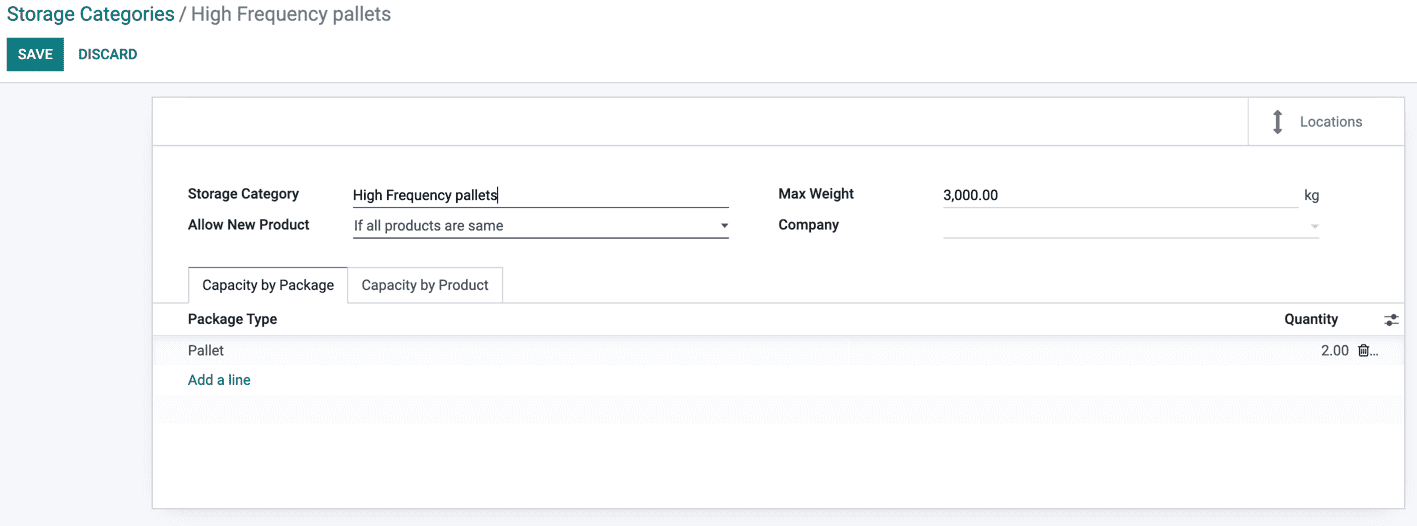 Storage Categories / High Frequency pallets
SAVE DISCARD
Locations
Storage Category High Frequency pallets Max Weight 3,000.00 kg
Allow New Product If all products are same Company
Capacity by Package Capacity by Product
Package Type Quantity
Pallet 2.00 ...
Add a line